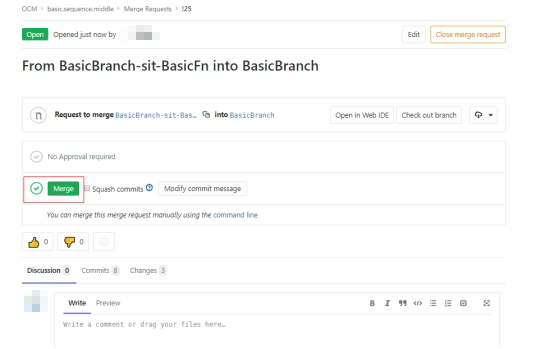 OCM › basic.sequence.middle › Merge Requests › !25
Open Opened just now by Edit Close merge request
From BasicBranch-sit-BasicFn into BasicBranch
Request to merge BasicBranch-sit-Bas… into BasicBranch Open in Web IDE Check out branch
No Approval required
Merge Squash commits ? Modify commit message
You can merge this merge request manually using the command line
0 0
Discussion 0 Commits 8 Changes 3
Write Preview B I
Write a comment or drag your files here…